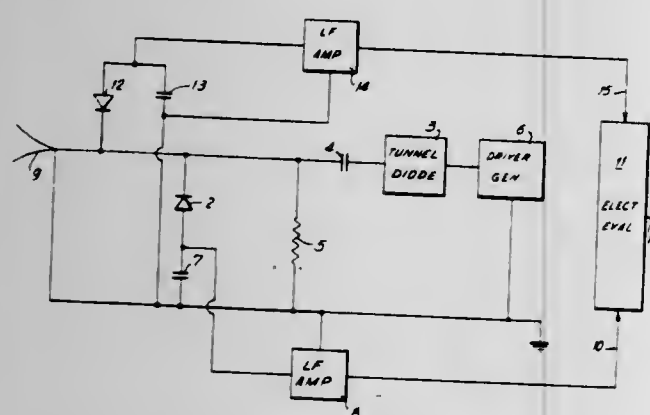 LF
AMP
14
12
13
15
9
4
3
TUNNEL
DIODE
6
DRIVER
GEN
11
ELECT
EVAL
2
5
7
10
LF
AMP